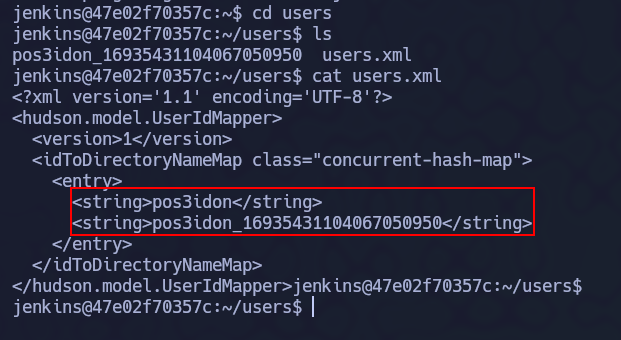 jenkins@47e02f70357c:~$ cd users
jenkins@47e02f70357c:~/users$ ls
pos3idon_16935431104067050950  users.xml
jenkins@47e02f70357c:~/users$ cat users.xml
<?xml version='1.1' encoding='UTF-8'?>
<hudson.model.UserIdMapper>
  <version>1</version>
  <idToDirectoryNameMap class="concurrent-hash-map">
    <entry>
      <string>pos3idon</string>
      <string>pos3idon_16935431104067050950</string>
    </entry>
  </idToDirectoryNameMap>
</hudson.model.UserIdMapper>jenkins@47e02f70357c:~/users$
jenkins@47e02f70357c:~/users$